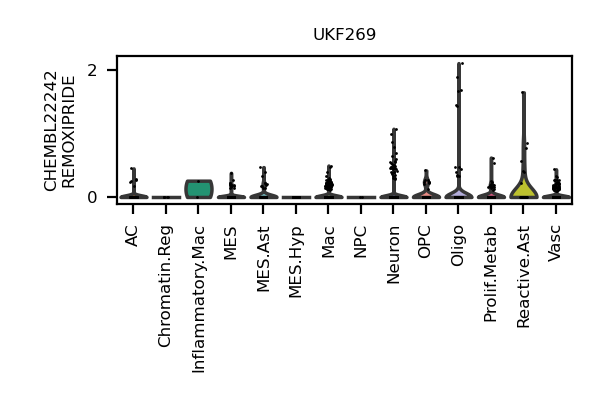 UKF269
CHEMBL22242
REMOXIPRIDE
2
0
AC
Chromatin.Reg
Inflammatory.Mac
MES
MES.Ast
MES.Hyp
Mac
NPC
Neuron
OPC
Oligo
Prolif.Metab
Reactive.Ast
Vasc